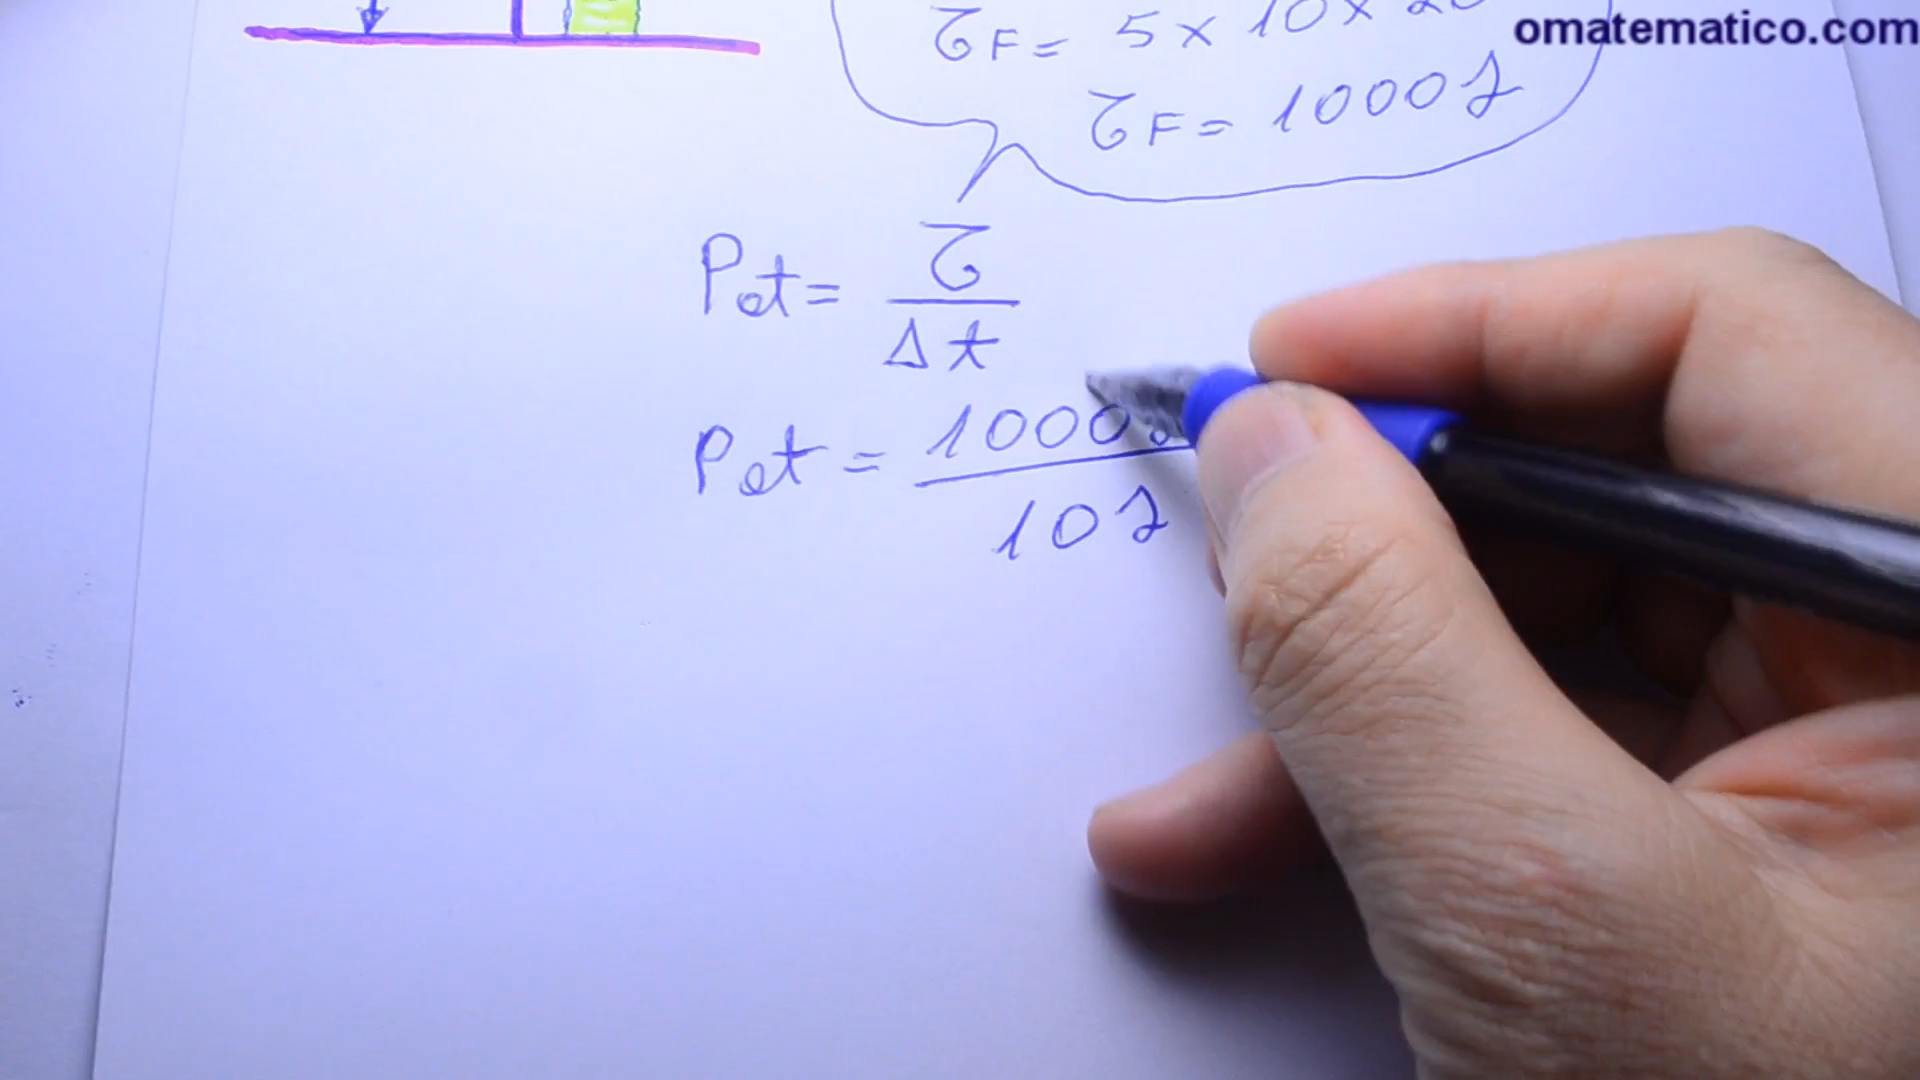 omatematico.com
τF = 5 x 10 x 20
τF = 1000 J
Pot = τ
Δt
Pot = 1000 J
10 s